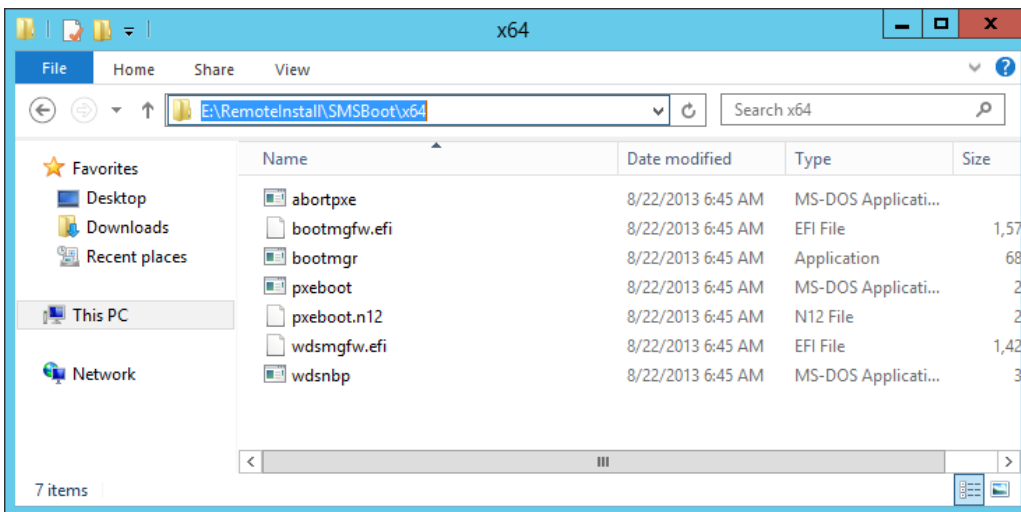 x64
File Home Share View
E:\RemoteInstall\SMSBoot\x64 Search x64
Favorites
Desktop
Downloads
Recent places
This PC
Network
Name Date modified Type Size
abortpxe 8/22/2013 6:45 AM MS-DOS Applicati...
bootmgfw.efi 8/22/2013 6:45 AM EFI File 1,57
bootmgr 8/22/2013 6:45 AM Application 68
pxeboot 8/22/2013 6:45 AM MS-DOS Applicati... 2
pxeboot.n12 8/22/2013 6:45 AM N12 File 2
wdsmgfw.efi 8/22/2013 6:45 AM EFI File 1,42
wdsnbp 8/22/2013 6:45 AM MS-DOS Applicati... 3
7 items